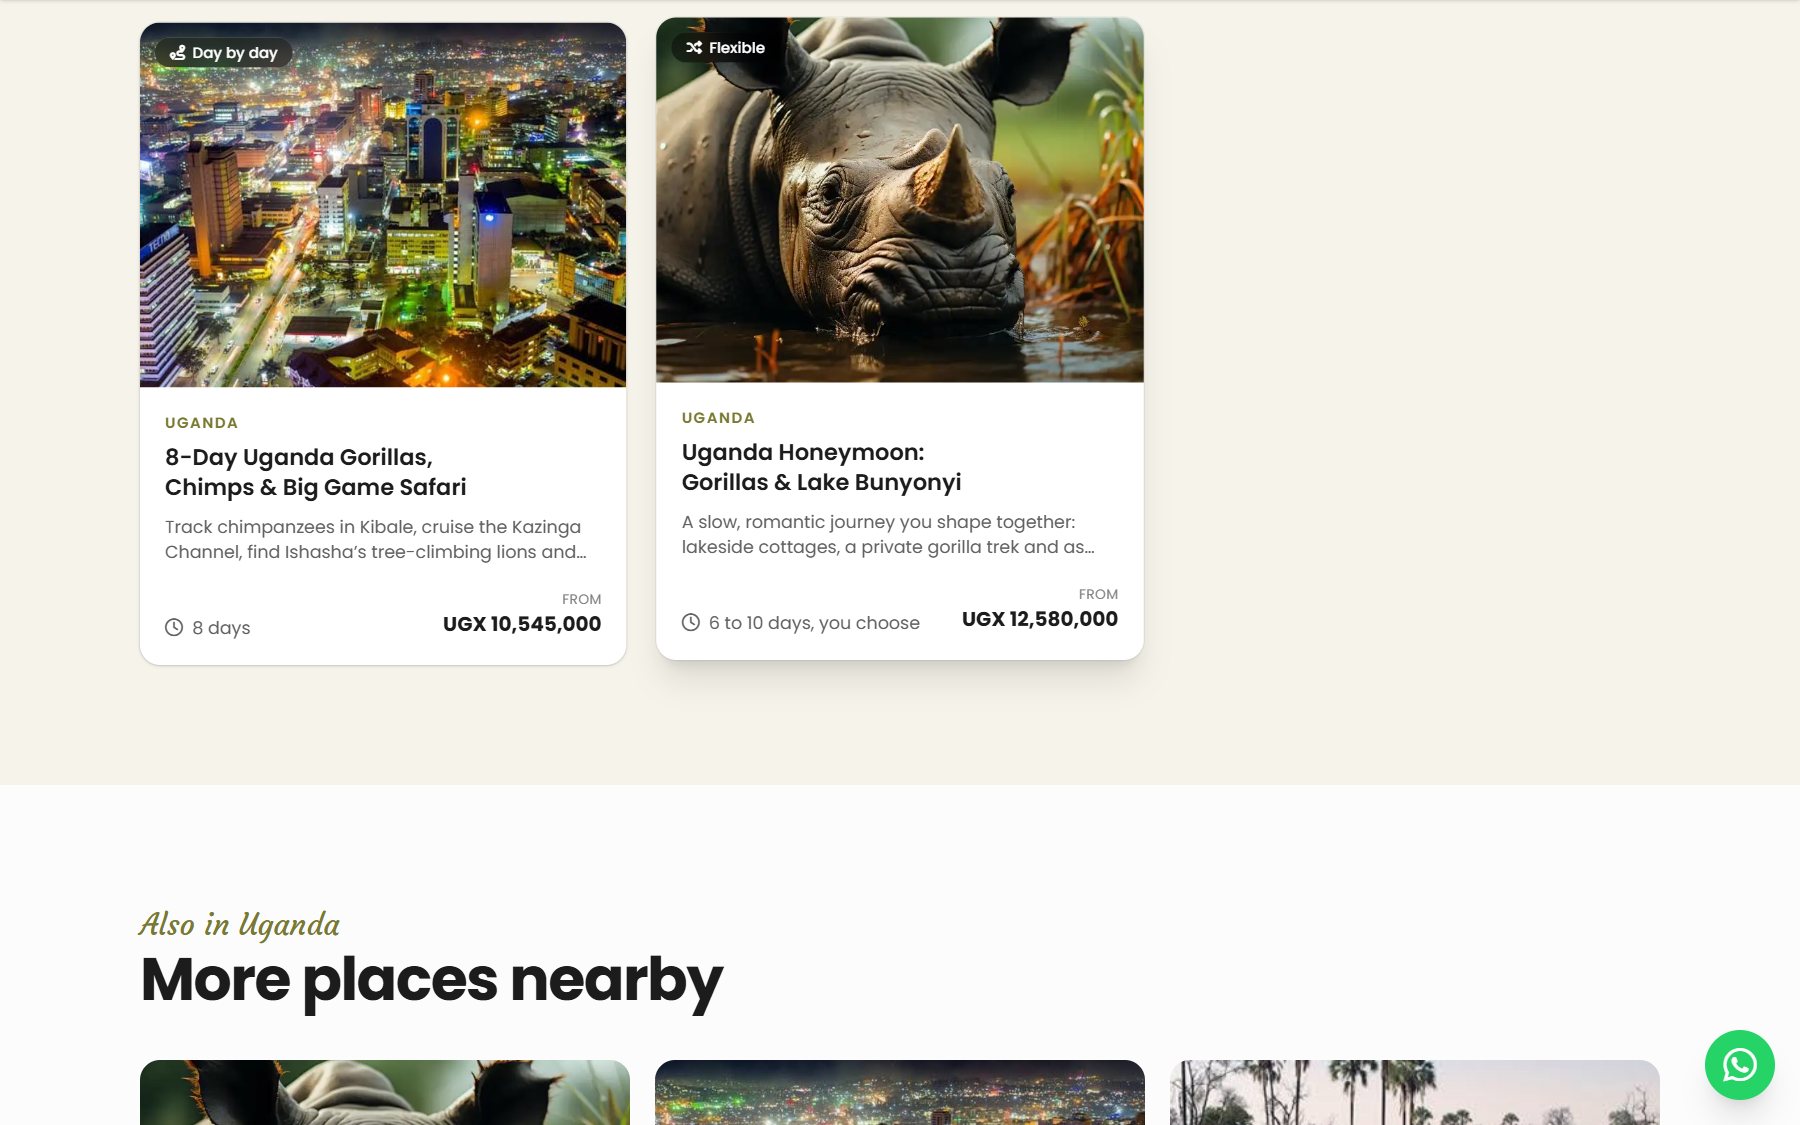 Day by day
UGANDA
8-Day Uganda Gorillas,
Chimps & Big Game Safari
Track chimpanzees in Kibale, cruise the Kazinga
Channel, find Ishasha’s tree-climbing lions and…
8 days
FROM
UGX 10,545,000
Flexible
UGANDA
Uganda Honeymoon:
Gorillas & Lake Bunyonyi
A slow, romantic journey you shape together:
lakeside cottages, a private gorilla trek and as…
6 to 10 days, you choose
FROM
UGX 12,580,000
Also in Uganda
More places nearby